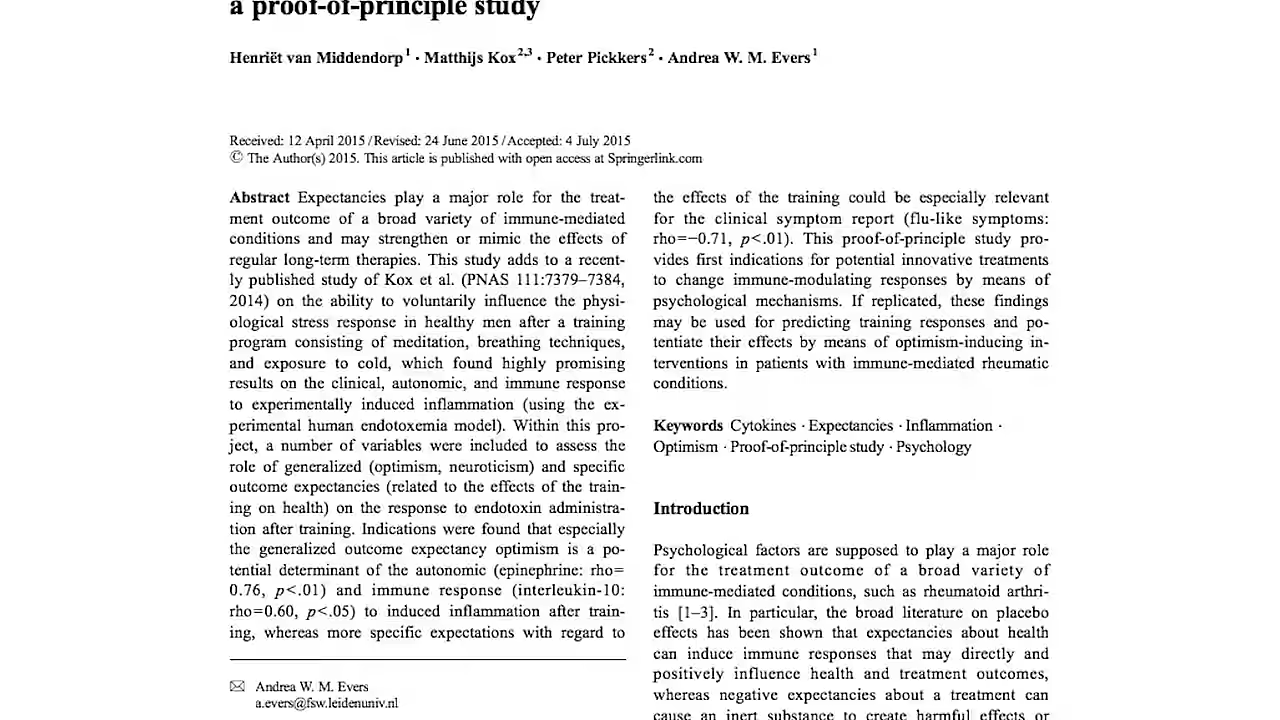 a proof-of-principle study
Henriët van Middendorp1 · Matthijs Kox2,3 · Peter Pickkers2 · Andrea W. M. Evers1
Received: 12 April 2015 / Revised: 24 June 2015 / Accepted: 4 July 2015
© The Author(s) 2015. This article is published with open access at Springerlink.com
Abstract Expectancies play a major role for the treat-
ment outcome of a broad variety of immune-mediated
conditions and may strengthen or mimic the effects of
regular long-term therapies. This study adds to a recent-
ly published study of Kox et al. (PNAS 111:7379–7384,
2014) on the ability to voluntarily influence the physi-
ological stress response in healthy men after a training
program consisting of meditation, breathing techniques,
and exposure to cold, which found highly promising
results on the clinical, autonomic, and immune response
to experimentally induced inflammation (using the ex-
perimental human endotoxemia model). Within this pro-
ject, a number of variables were included to assess the
role of generalized (optimism, neuroticism) and specific
outcome expectancies (related to the effects of the train-
ing on health) on the response to endotoxin administra-
tion after training. Indications were found that especially
the generalized outcome expectancy optimism is a po-
tential determinant of the autonomic (epinephrine: rho=
0.76, p<.01) and immune response (interleukin-10:
rho=0.60, p<.05) to induced inflammation after train-
ing, whereas more specific expectations with regard to
✉ Andrea W. M. Evers
a.evers@fsw.leidenuniv.nl
the effects of the training could be especially relevant
for the clinical symptom report (flu-like symptoms:
rho=−0.71, p<.01). This proof-of-principle study pro-
vides first indications for potential innovative treatments
to change immune-modulating responses by means of
psychological mechanisms. If replicated, these findings
may be used for predicting training responses and po-
tentiate their effects by means of optimism-inducing in-
terventions in patients with immune-mediated rheumatic
conditions.
Keywords Cytokines · Expectancies · Inflammation ·
Optimism · Proof-of-principle study · Psychology
Introduction
Psychological factors are supposed to play a major role
for the treatment outcome of a broad variety of
immune-mediated conditions, such as rheumatoid arthri-
tis [1–3]. In particular, the broad literature on placebo
effects has been shown that expectancies about health
can induce immune responses that may directly and
positively influence health and treatment outcomes,
whereas negative expectancies about a treatment can
cause an inert substance to create harmful effects or